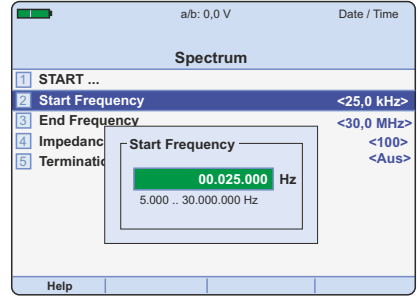 a/b: 0,0 V Date / Time
Spectrum
1 START ...
2 Start Frequency <25,0 kHz>
3 End Frequency <30,0 MHz>
4 Impedanc <100>
5 Terminatio <Aus>
Start Frequency
00.025.000 Hz
5.000 .. 30.000.000 Hz
Help